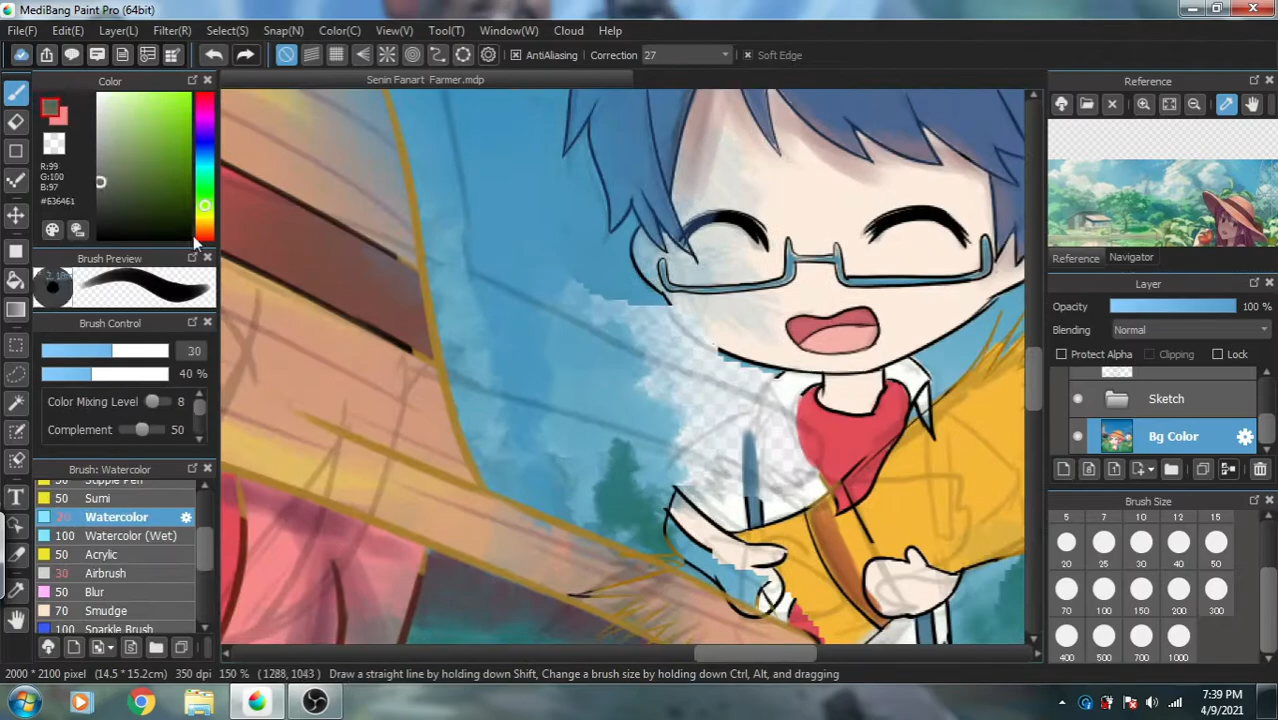 MediBang Paint Pro (64bit)
File(F) Edit(E) Layer(L) Filter(R) Select(S) Snap(N) Color(C) View(V) Tool(T) Window(W) Cloud Help
AntiAliasing Correction 27 Soft Edge
Senin Fanart Farmer.mdp
Color
R:99
G:100
B:97
#636461
Brush Preview
Brush Control
30
40 %
Color Mixing Level 8
Complement 50
Brush: Watercolor
50 Sumi
20 Watercolor
100 Watercolor (Wet)
50 Acrylic
30 Airbrush
50 Blur
70 Smudge
100 Sparkle Brush
Reference
Reference Navigator
Layer
Opacity 100 %
Blending Normal
Protect Alpha Clipping Lock
Sketch
Bg Color
Brush Size
5 7 10 12 15
20 25 30 40 50
70 100 150 200 300
400 500 700 1000
2000 * 2100 pixel (14.5 * 15.2cm) 350 dpi 150 % (1288, 1043) Draw a straight line by holding down Shift, Change a brush size by holding down Ctrl, Alt, and dragging
7:39 PM
4/9/2021